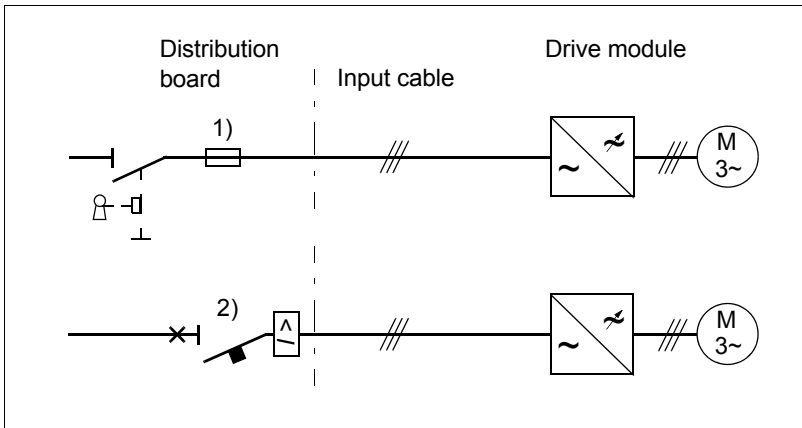 Distribution
board
Input cable
Drive module
1)
M
3~
~
~
2)
I >
M
3~
~
~